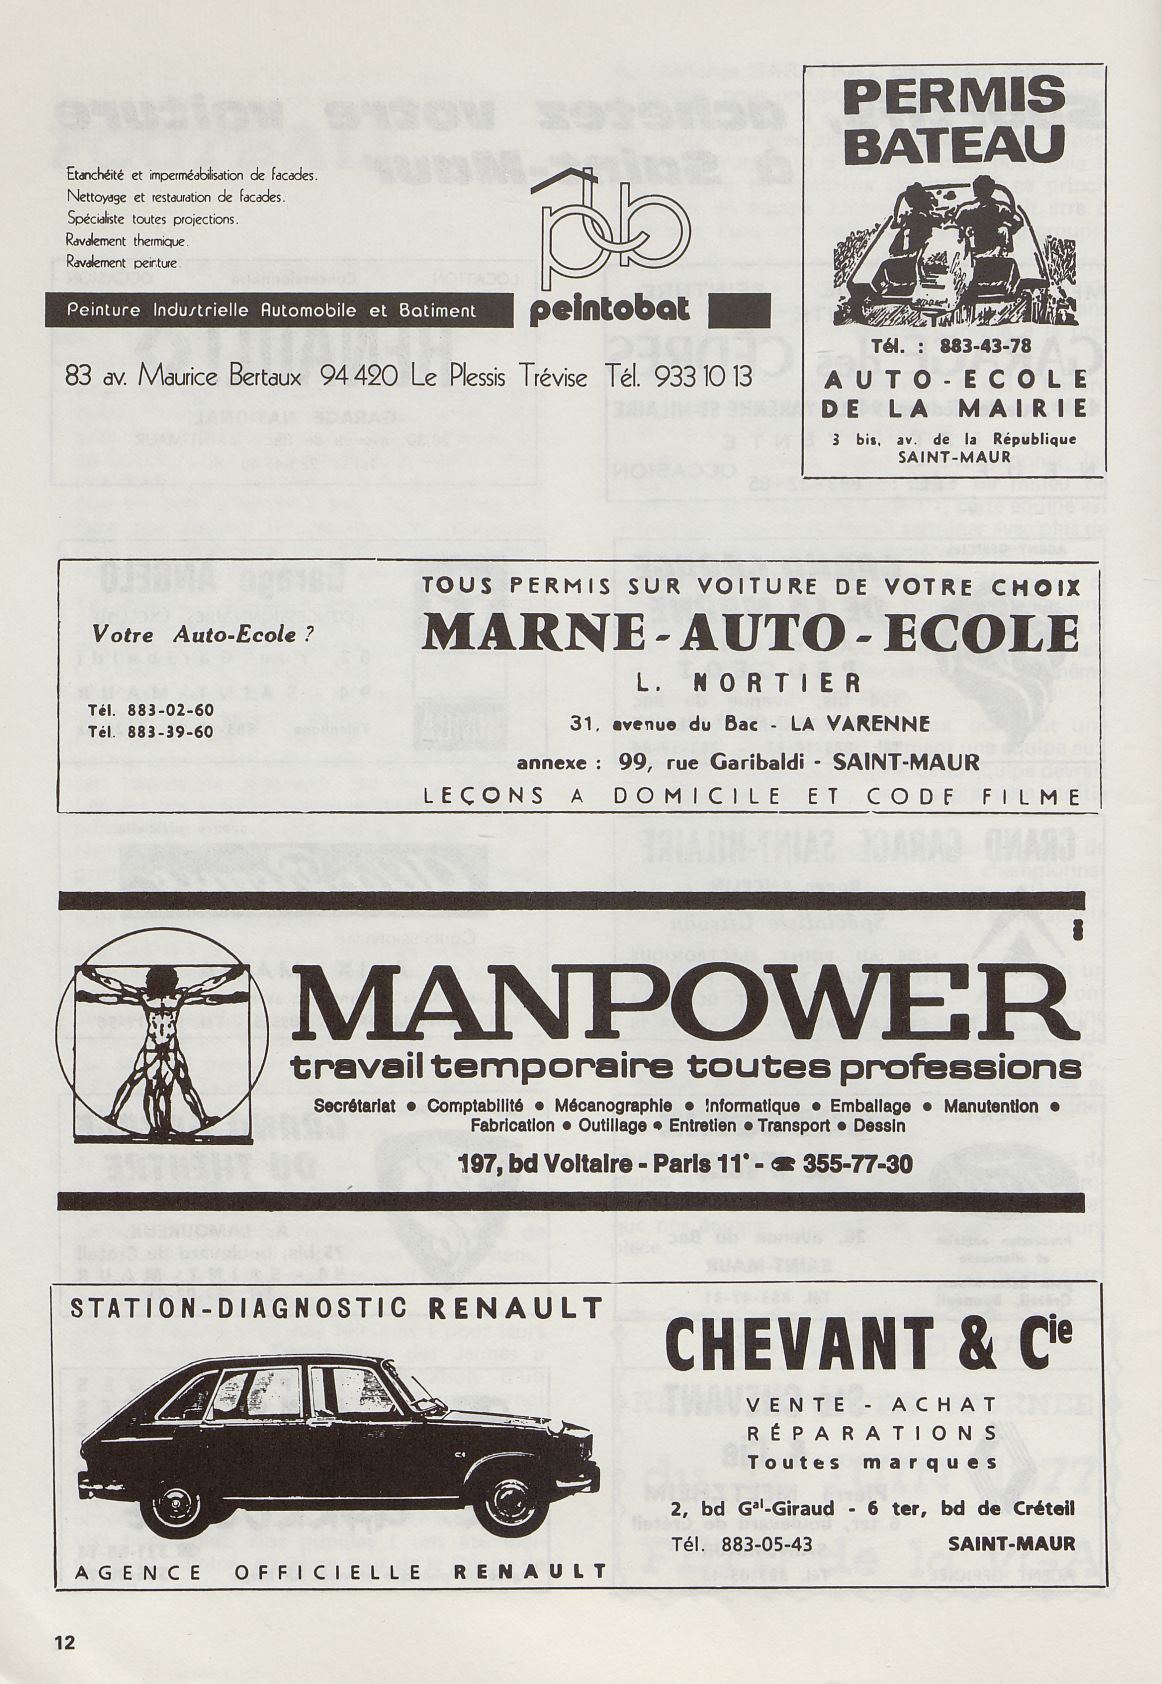 Etanchéité et imperméabilisation de facades.
Nettoyage et restauration de facades.
Spécialiste toutes projections.
Ravalement thermique.
Ravalement peinture.
pb
Peinture Industrielle Automobile et Batiment
peintobat
83 av. Maurice Bertaux 94420 Le Plessis Trévise Tél. 933 10 13
PERMIS
BATEAU
Tél. : 883-43-78
AUTO-ECOLE
DE LA MAIRIE
3 bis, av. de la République
SAINT-MAUR
TOUS PERMIS SUR VOITURE DE VOTRE CHOIX
Votre Auto-Ecole ?
MARNE-AUTO-ECOLE
L. NORTIER
Tél. 883-02-60
Tél. 883-39-60
31, avenue du Bac - LA VARENNE
annexe : 99, rue Garibaldi - SAINT-MAUR
LEÇONS A DOMICILE ET CODE FILME
MANPOWER
travail temporaire toutes professions
Secrétariat • Comptabilité • Mécanographie • Informatique • Emballage • Manutention •
Fabrication • Outillage • Entretien • Transport • Dessin
197, bd Voltaire - Paris 11° - ☎ 355-77-30
STATION-DIAGNOSTIC RENAULT
CHEVANT & Cie
VENTE - ACHAT
RÉPARATIONS
Toutes marques
2, bd Gal-Giraud - 6 ter, bd de Créteil
Tél. 883-05-43 SAINT-MAUR
AGENCE OFFICIELLE RENAULT
12